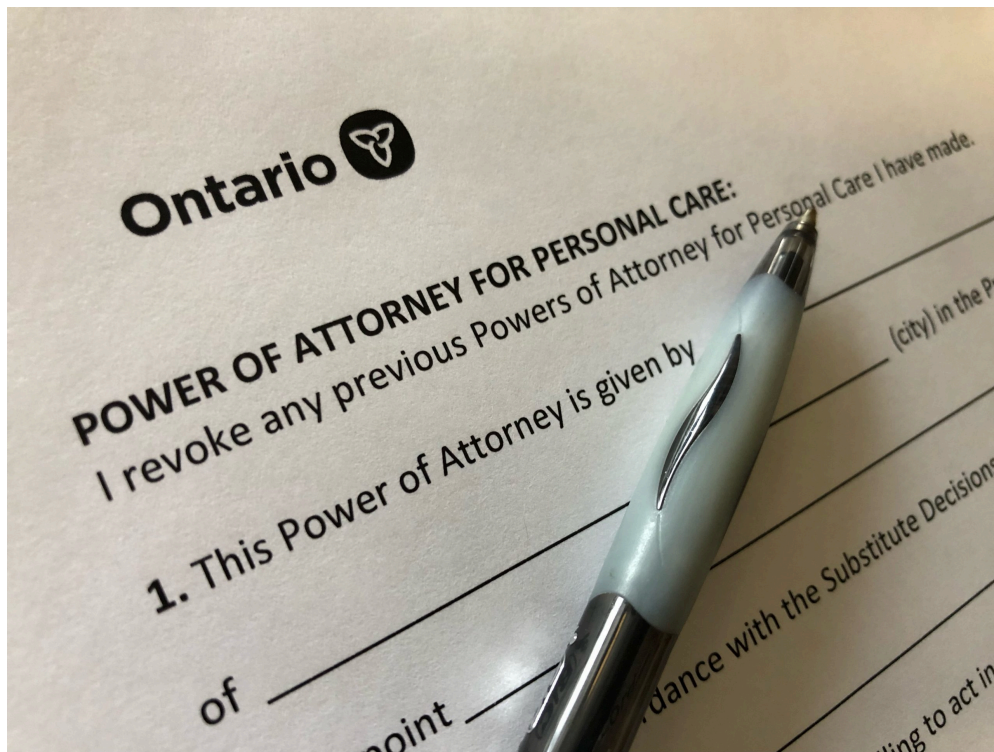 Ontario
POWER OF ATTORNEY FOR PERSONAL CARE:
I revoke any previous Powers of Attorney for Personal Care I have made.
1. This Power of Attorney is given by
of (city) in the
point dance with the Substitute Decisions
to act in